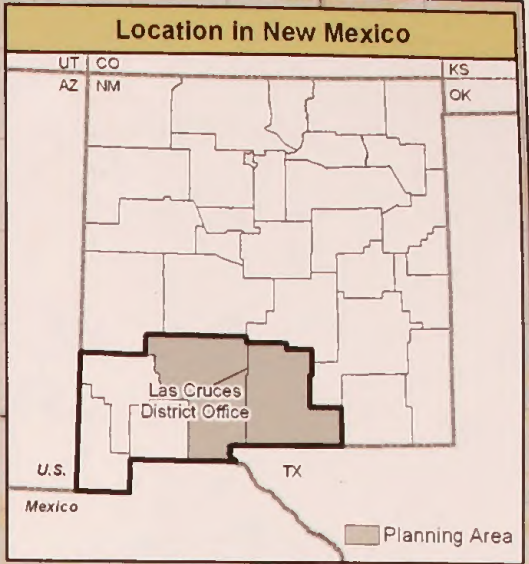 Location in New Mexico
UT CO
KS
AZ NM
OK
Las Cruces
District Office
U.S.
TX
Mexico
Planning Area